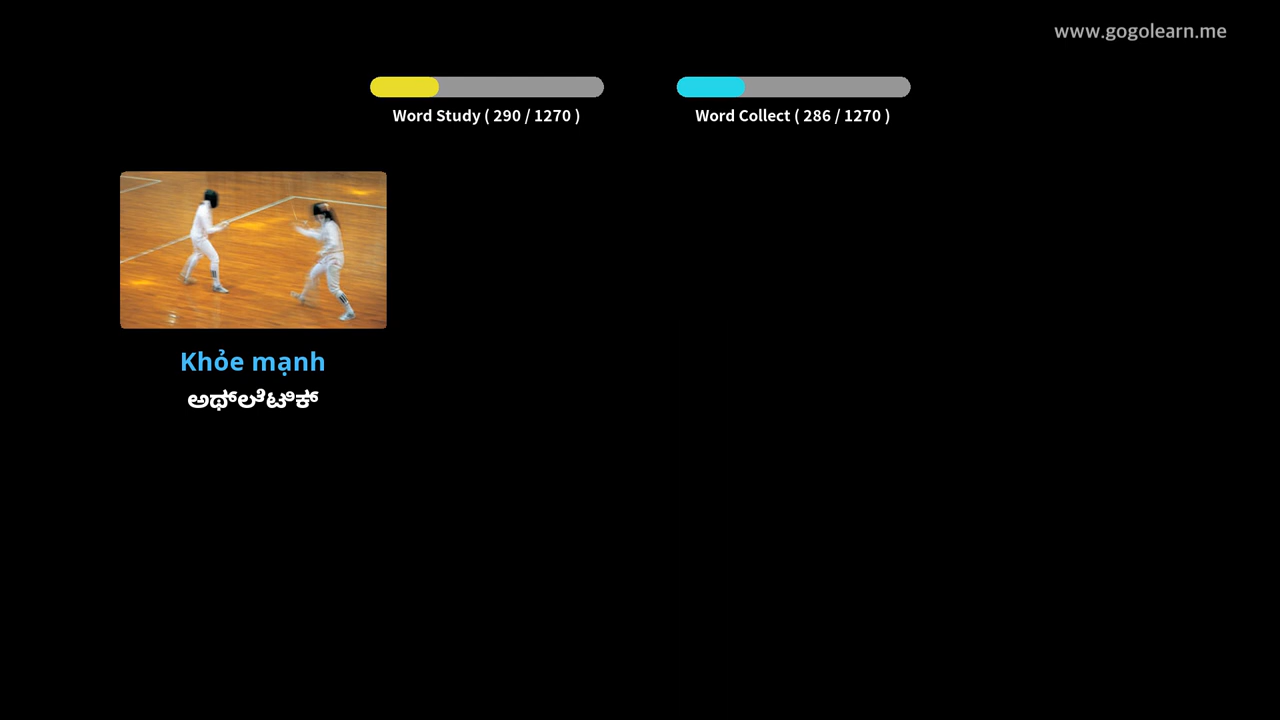 www.gogolearn.me
Word Study ( 290 / 1270 )
Word Collect ( 286 / 1270 )
Khỏe mạnh
ಅಥ್ಲೆಟಿಕ್